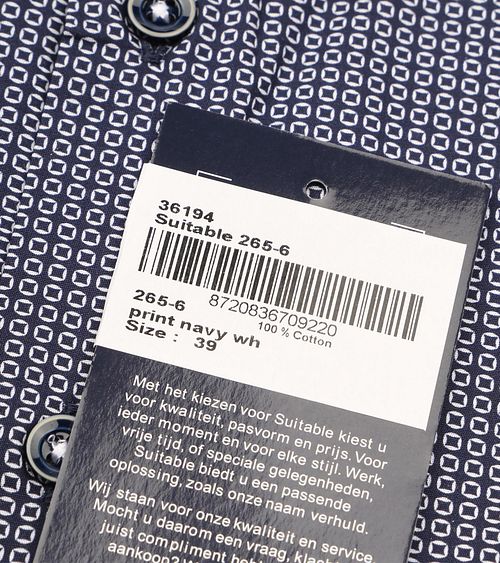 36194
Suitable 265-6
8720836709220
265-6
100 % Cotton
print navy wh
Size : 39
Met het kiezen voor Suitable kiest u
voor kwaliteit, pasvorm en prijs. Voor
ieder moment en voor elke stijl. Werk,
vrije tijd, of speciale gelegenheden,
Suitable biedt u een passende
oplossing, zoals onze naam verhuld.
Wij staan voor onze kwaliteit en service
Mocht u daarom een vraag, klacht
juist compliment heb
aankoop?